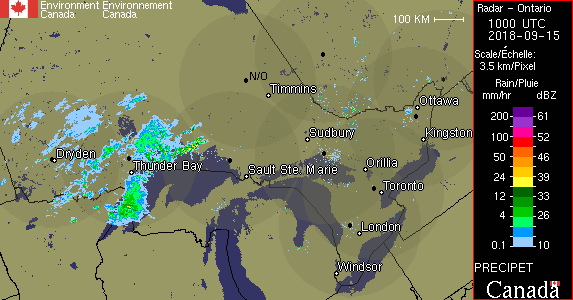 Environment Environnement
Canada Canada
100 KM
Radar - Ontario
1000 UTC
2018-09-15
Scale/Échelle:
3.5 km/Pixel
Rain/Pluie
mm/hr dBZ
200 61
100 52
50 46
24 39
12 33
4 26
0.1 10
PRECIPET
Canada
N/O
Timmins
Ottawa
Sudbury
Kingston
Dryden
Thunder Bay
Sault Ste. Marie
Orillia
Toronto
London
Windsor